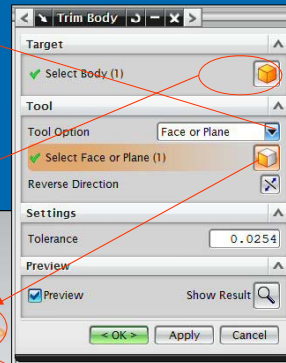 Trim Body
Target
Select Body (1)
Tool
Tool Option Face or Plane
Select Face or Plane (1)
Reverse Direction
Settings
Tolerance 0.0254
Preview
Preview Show Result
< OK > Apply Cancel